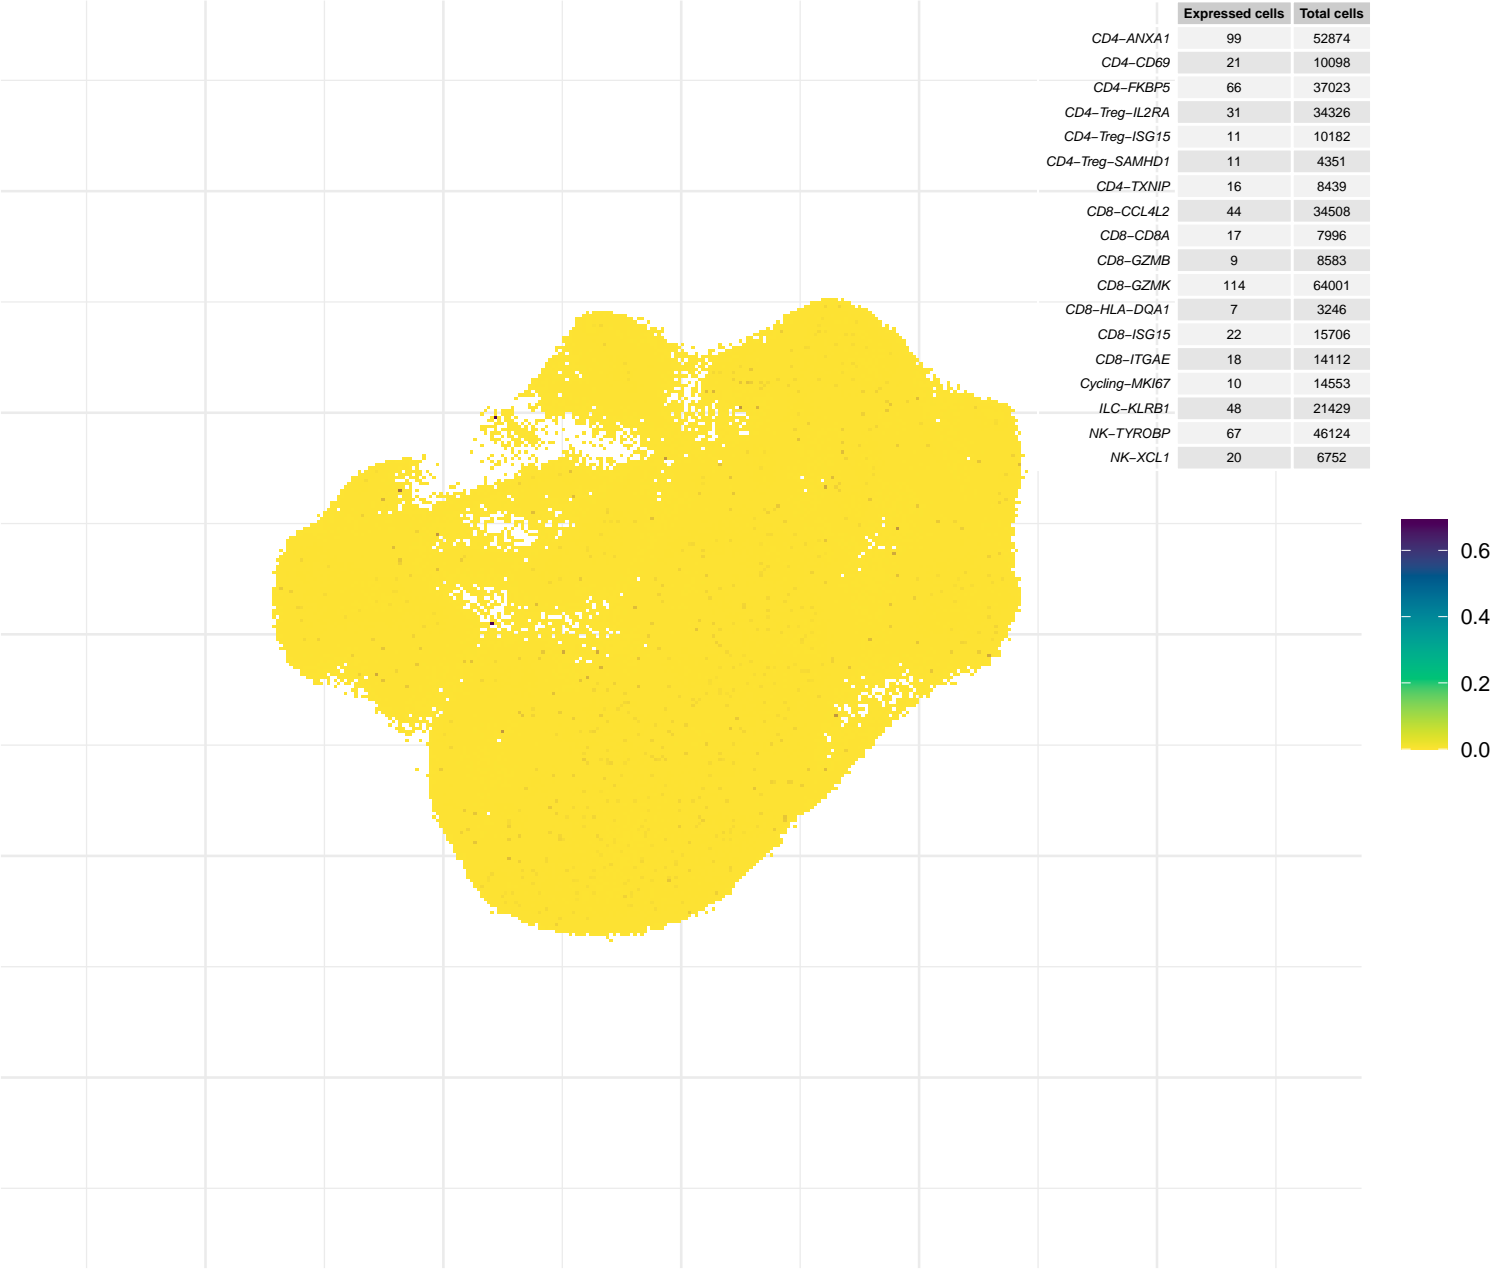 Expressed cells Total cells
CD4−ANXA1 99 52874
CD4−CD69 21 10098
CD4−FKBP5 66 37023
CD4−Treg−IL2RA 31 34326
CD4−Treg−ISG15 11 10182
CD4−Treg−SAMHD1 11 4351
CD4−TXNIP 16 8439
CD8−CCL4L2 44 34508
CD8−CD8A 17 7996
CD8−GZMB 9 8583
CD8−GZMK 114 64001
CD8−HLA−DQA1 7 3246
CD8−ISG15 22 15706
CD8−ITGAE 18 14112
Cycling−MKI67 10 14553
ILC−KLRB1 48 21429
NK−TYROBP 67 46124
NK−XCL1 20 6752
0.6
0.4
0.2
0.0